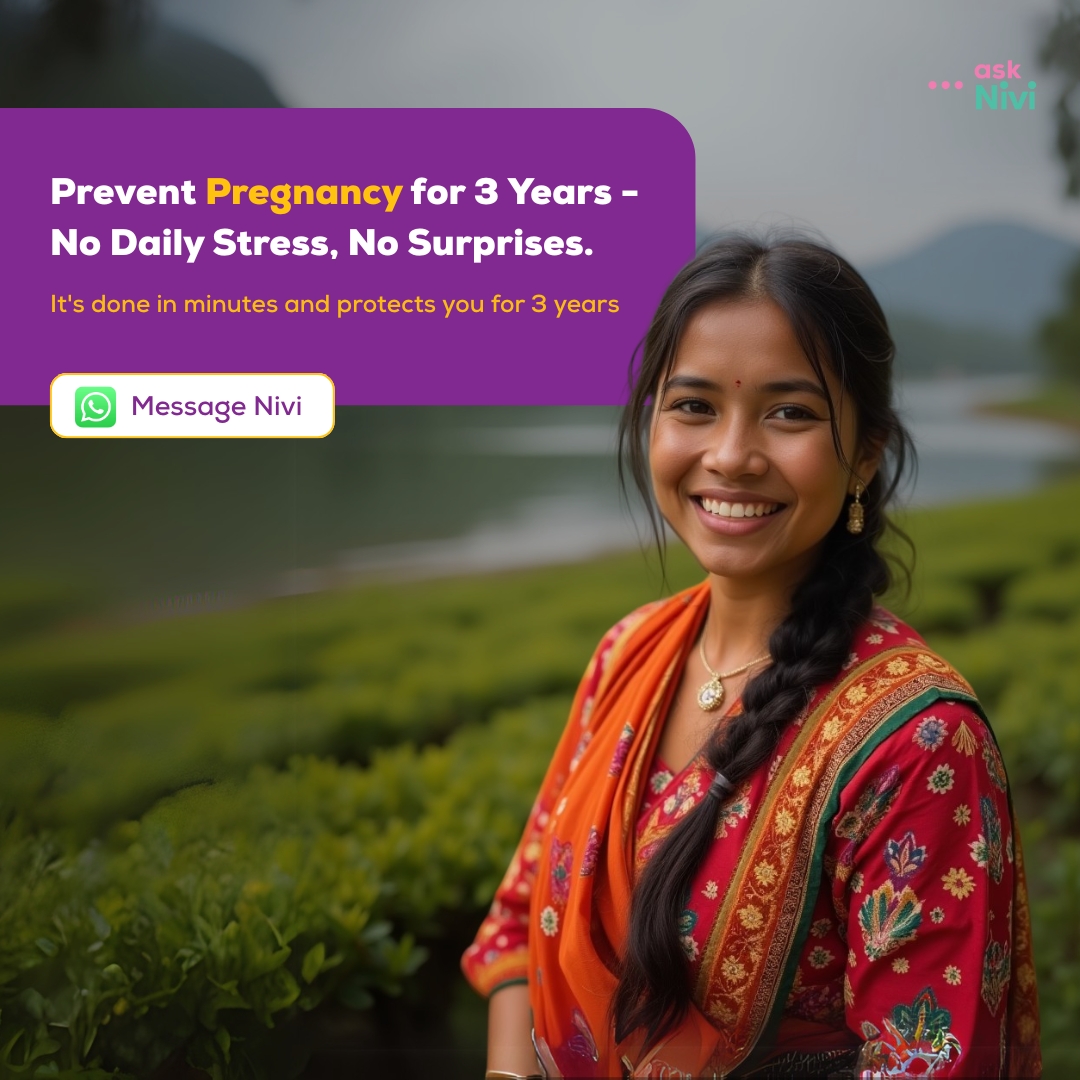 ask
Nivi
Prevent Pregnancy for 3 Years -
No Daily Stress, No Surprises.
It's done in minutes and protects you for 3 years
Message Nivi